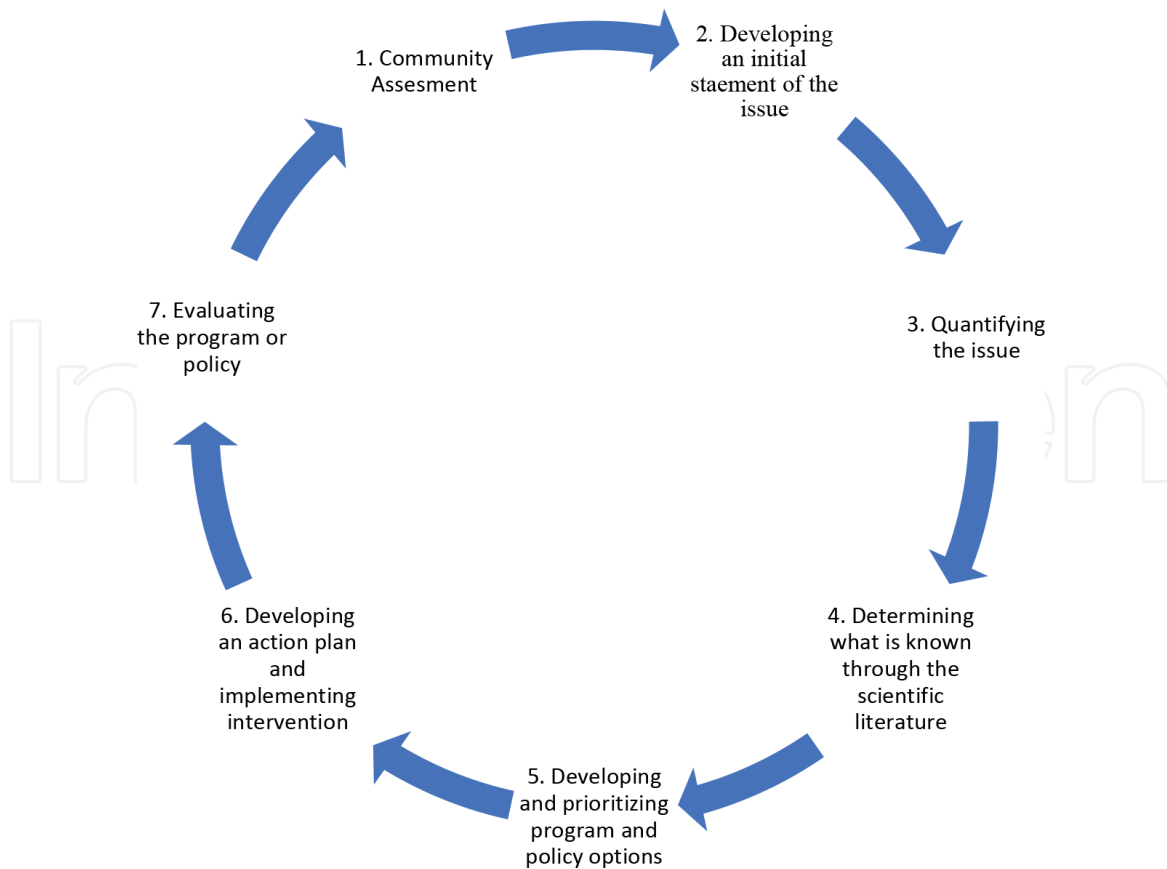 1. Community
Assesment
2. Developing
an initial
staement of the
issue
3. Quantifying
the issue
4. Determining
what is known
through the
scientific
literature
5. Developing
and prioritizing
program and
policy options
6. Developing
an action plan
and
implementing
intervention
7. Evaluating
the program or
policy